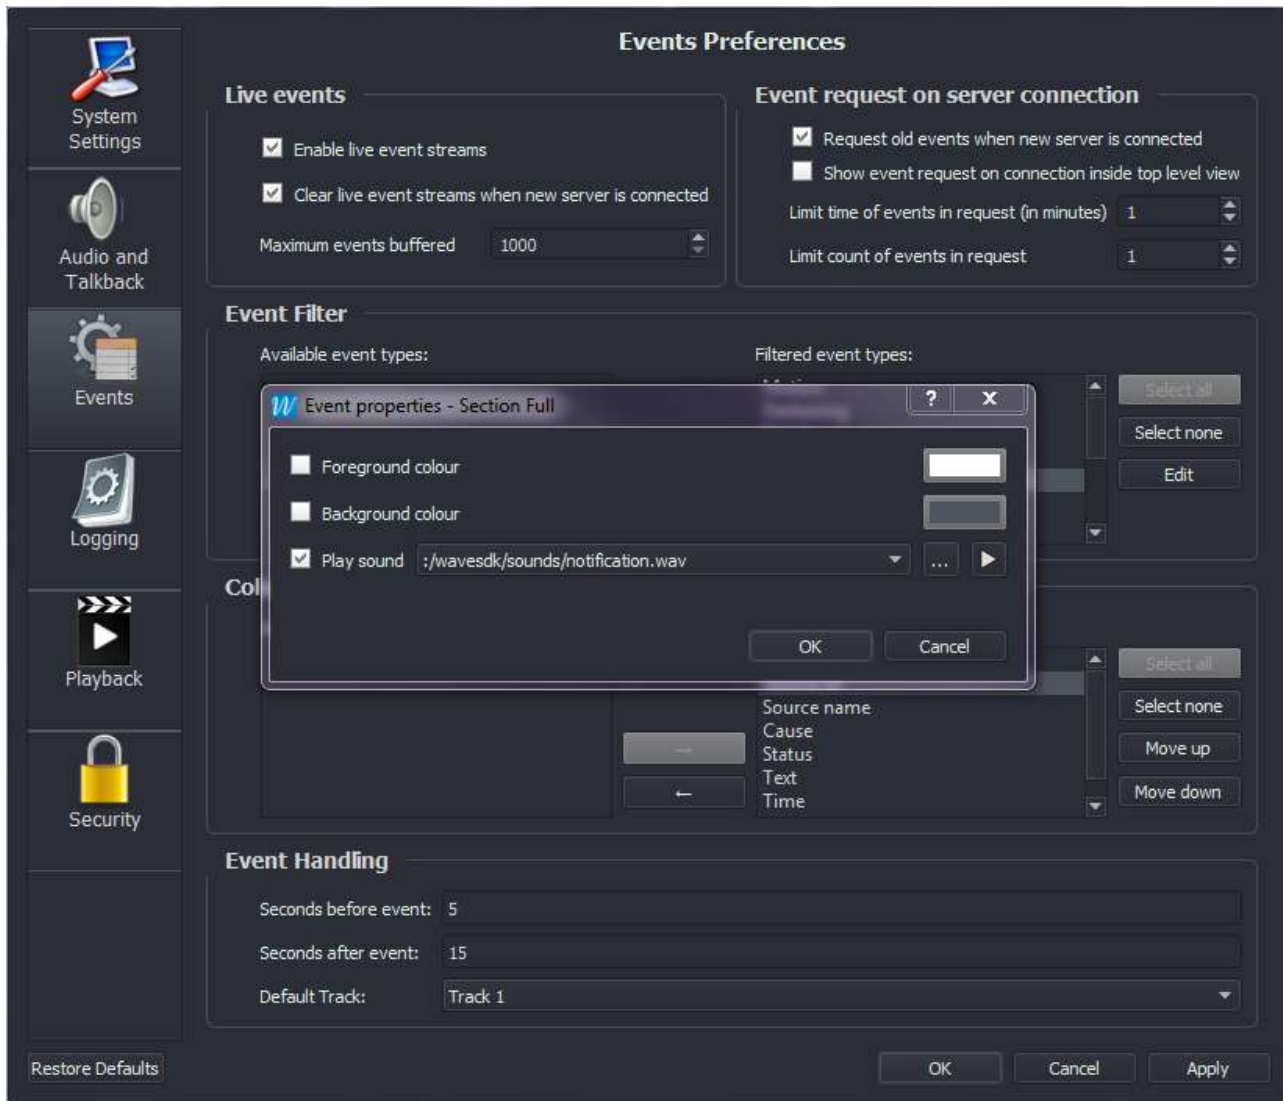 Events Preferences
System
Settings
Audio and
Talkback
Events
Logging
Playback
Security
Live events
Enable live event streams
Clear live event streams when new server is connected
Maximum events buffered 1000
Event request on server connection
Request old events when new server is connected
Show event request on connection inside top level view
Limit time of events in request (in minutes) 1
Limit count of events in request 1
Event Filter
Available event types:
Filtered event types:
Select all
Select none
Edit
Event properties - Section Full
? X
Foreground colour
Background colour
Play sound :/wavesdk/sounds/notification.wav ...
OK Cancel
Col
Source name
Cause
Status
Text
Time
→
←
Select all
Select none
Move up
Move down
Event Handling
Seconds before event: 5
Seconds after event: 15
Default Track: Track 1
Restore Defaults OK Cancel Apply